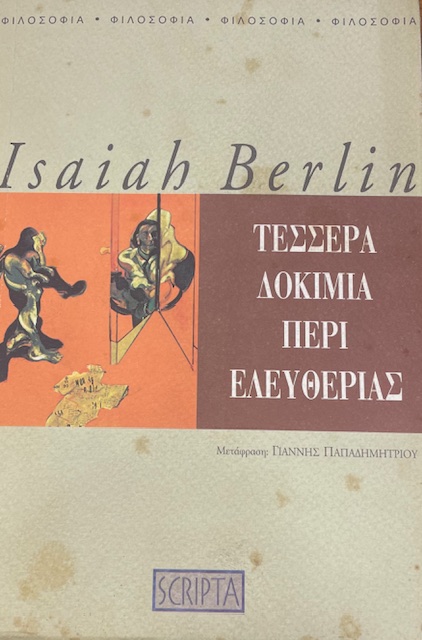 ΦΙΛΟΣΟΦΙΑ • ΦΙΛΟΣΟΦΙΑ • ΦΙΛΟΣΟΦΙΑ • ΦΙΛΟΣΟΦΙΑ
Isaiah Berlin
ΤΕΣΣΕΡΑ
ΔΟΚΙΜΙΑ
ΠΕΡΙ
ΕΛΕΥΘΕΡΙΑΣ
Μετάφραση: ΓΙΑΝΝΗΣ ΠΑΠΑΔΗΜΗΤΡΙΟΥ
SCRIPTA